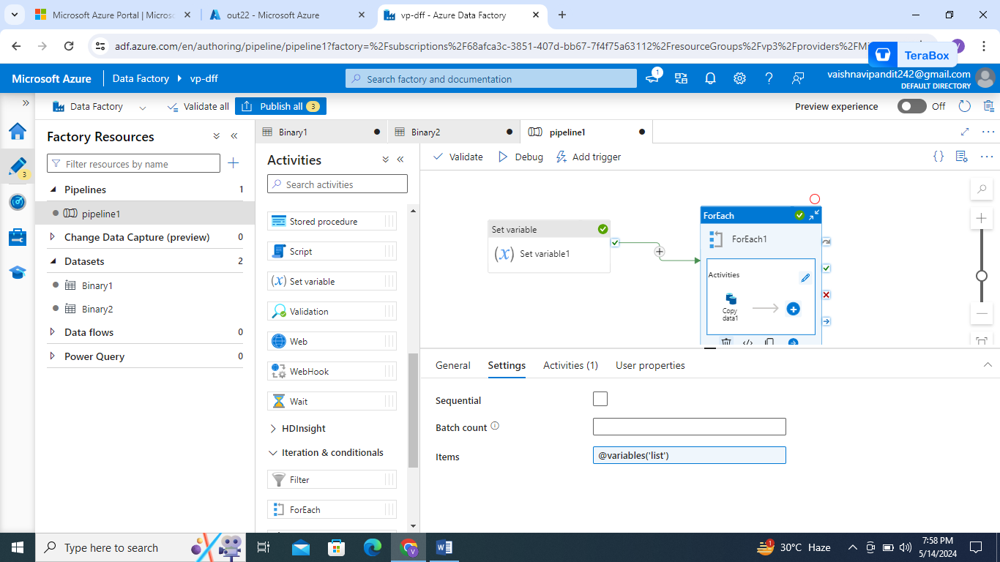 Microsoft Azure Portal | Micros
out22 - Microsoft Azure
vp-dff - Azure Data Factory
adf.azure.com/en/authoring/pipeline/pipeline1?factory=%2Fsubscriptions%2F68afca3c-3851-407d-bb67-7f4f75a63112%2FresourceGroups%2Fvp3%2Fproviders%2FMi
TeraBox
Microsoft Azure
Data Factory
vp-dff
Search factory and documentation
1
vaishnavipandit242@gmail.com
DEFAULT DIRECTORY
Data Factory
Validate all
Publish all 3
Preview experience
Off
Factory Resources
Binary1
Binary2
pipeline1
Filter resources by name
Activities
Validate
Debug
Add trigger
3
Search activities
Pipelines 1
pipeline1
Change Data Capture (preview) 0
Datasets 2
Binary1
Binary2
Data flows 0
Power Query 0
Stored procedure
Script
(x) Set variable
Validation
Web
WebHook
Wait
HDInsight
Iteration & conditionals
Filter
ForEach
Set variable
(x) Set variable1
ForEach
ForEach1
Activities
Copy
data1
General
Settings
Activities (1)
User properties
Sequential
Batch count
Items
@variables('list')
Type here to search
1
30°C Haze
7:58 PM
5/14/2024